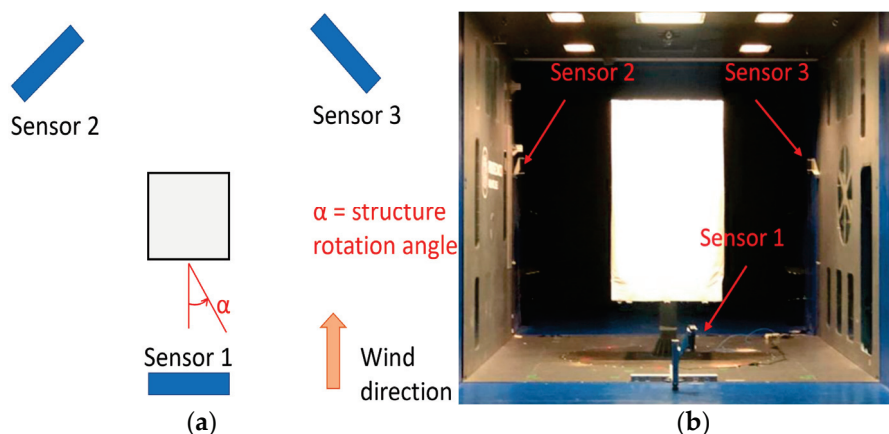 Sensor 2
Sensor 3
α = structure
rotation angle
α
Sensor 1
Wind
direction
(a)
Sensor 2
Sensor 3
Sensor 1
(b)